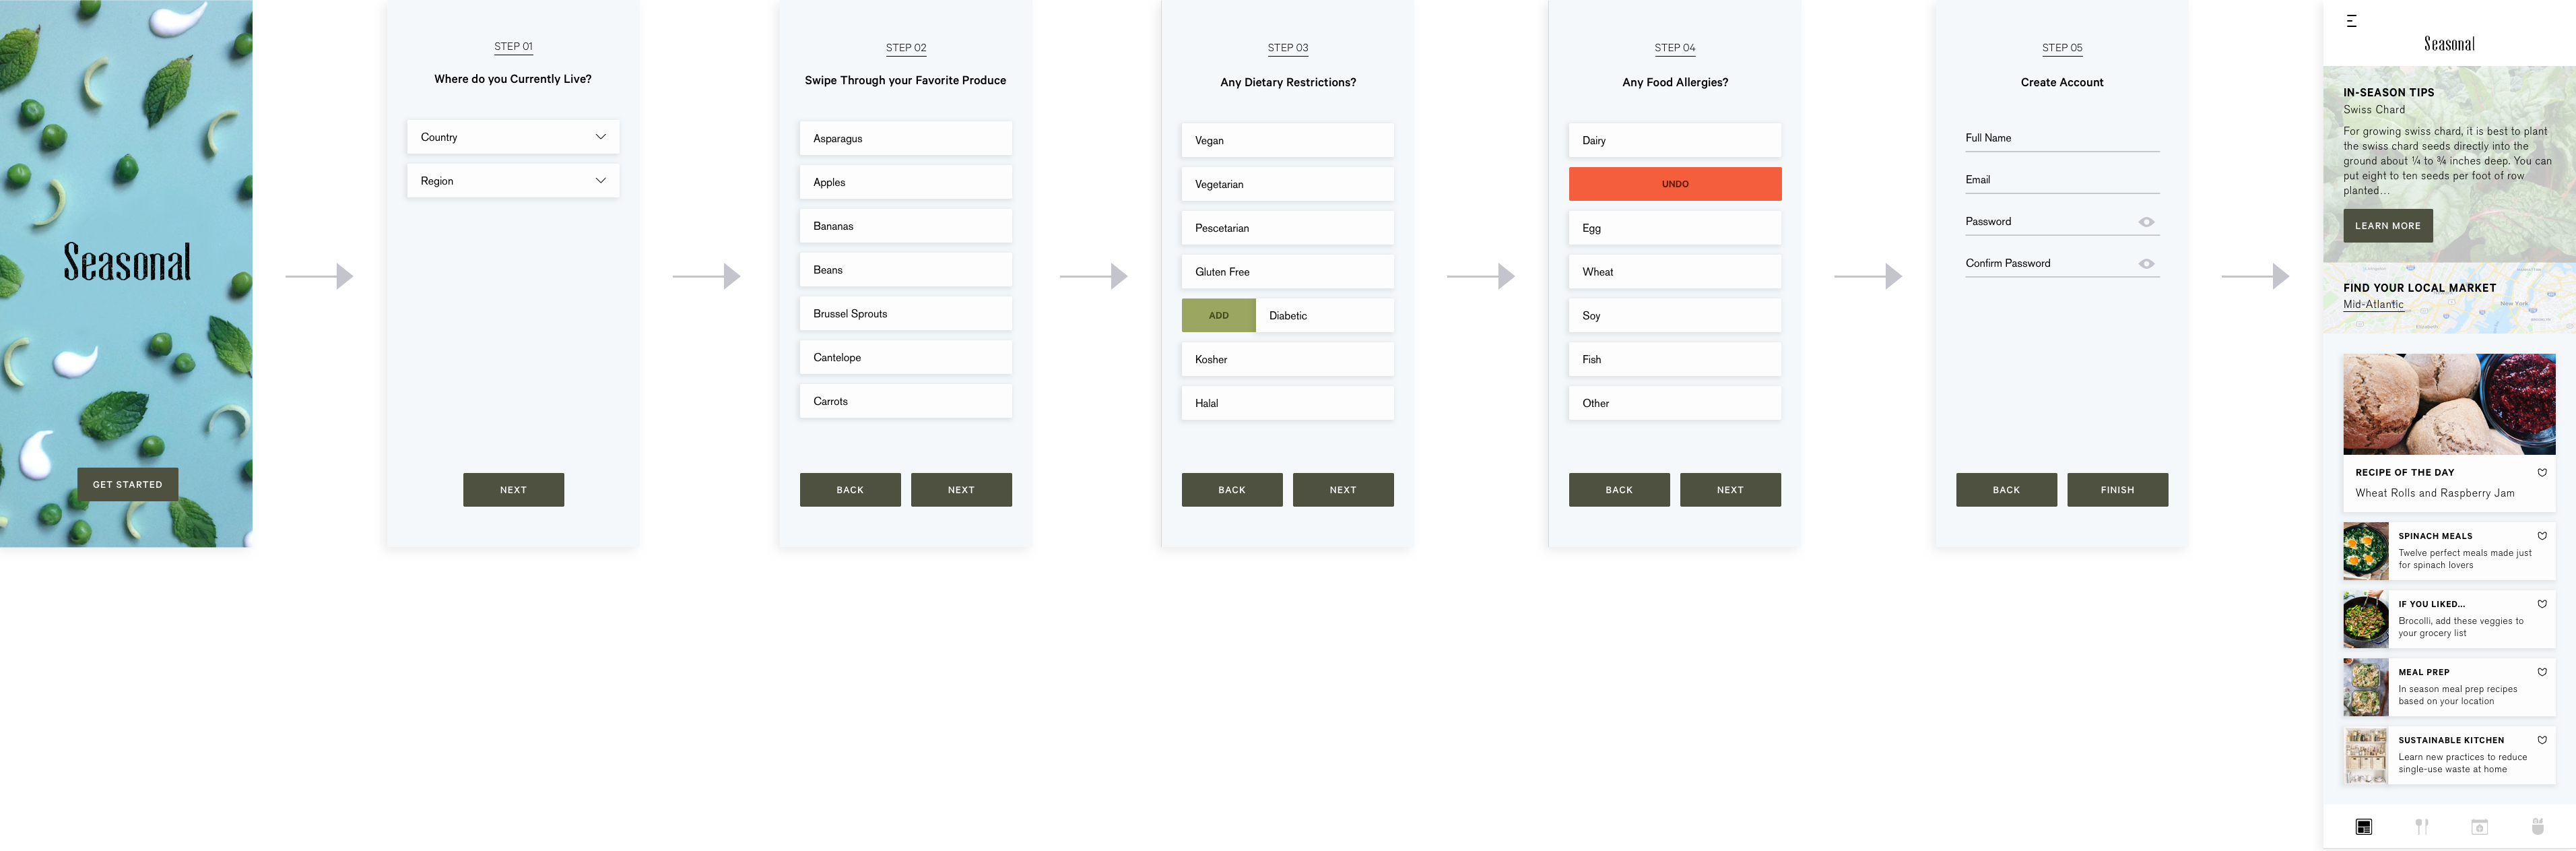 Seasonal
GET STARTED
STEP 01
Where do you Currently Live?
Country
Region
NEXT
STEP 02
Swipe Through your Favorite Produce
Asparagus
Apples
Bananas
Beans
Brussel Sprouts
Cantelope
Carrots
BACK
NEXT
STEP 03
Any Dietary Restrictions?
Vegan
Vegetarian
Pescetarian
Gluten Free
ADD
Diabetic
Kosher
Halal
BACK
NEXT
STEP 04
Any Food Allergies?
Dairy
UNDO
Egg
Wheat
Soy
Fish
Other
BACK
NEXT
STEP 05
Create Account
Full Name
Email
Password
Confirm Password
BACK
FINISH
Seasonal
IN-SEASON TIPS
Swiss Chard
For growing swiss chard, it is best to plant
the swiss chard seeds directly into the
ground about ¼ to ¾ inches deep. You can
put eight to ten seeds per foot of row
planted...
LEARN MORE
FIND YOUR LOCAL MARKET
Mid-Atlantic
New York
RECIPE OF THE DAY
Wheat Rolls and Raspberry Jam
SPINACH MEALS
Twelve perfect meals made just
for spinach lovers
IF YOU LIKED...
Brocolli, add these veggies to
your grocery list
MEAL PREP
In season meal prep recipes
based on your location
SUSTAINABLE KITCHEN
Learn new practices to reduce
single-use waste at home